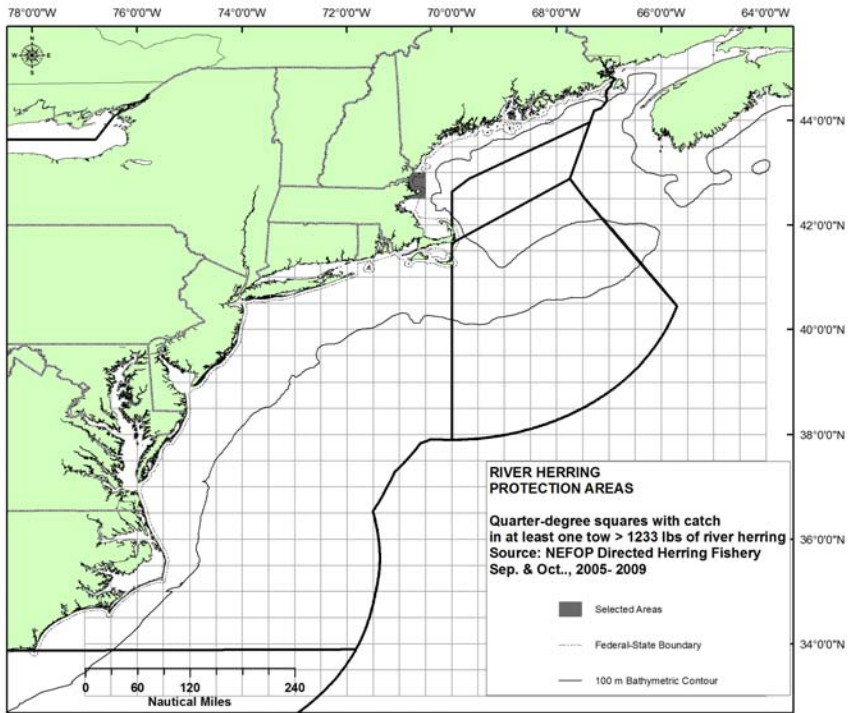 78°0'0"W 76°0'0"W 74°0'0"W 72°0'0"W 70°0'0"W 68°0'0"W 66°0'0"W 64°0'0"W
N
W E
S
44°0'0"N
42°0'0"N
40°0'0"N
38°0'0"N
36°0'0"N
34°0'0"N
RIVER HERRING
PROTECTION AREAS
Quarter-degree squares with catch
in at least one tow > 1233 lbs of river herring
Source: NEFOP Directed Herring Fishery
Sep. & Oct.., 2005- 2009
Selected Areas
Federal-State Boundary
100 m Bathymetric Contour
0 60 120 240
Nautical Miles